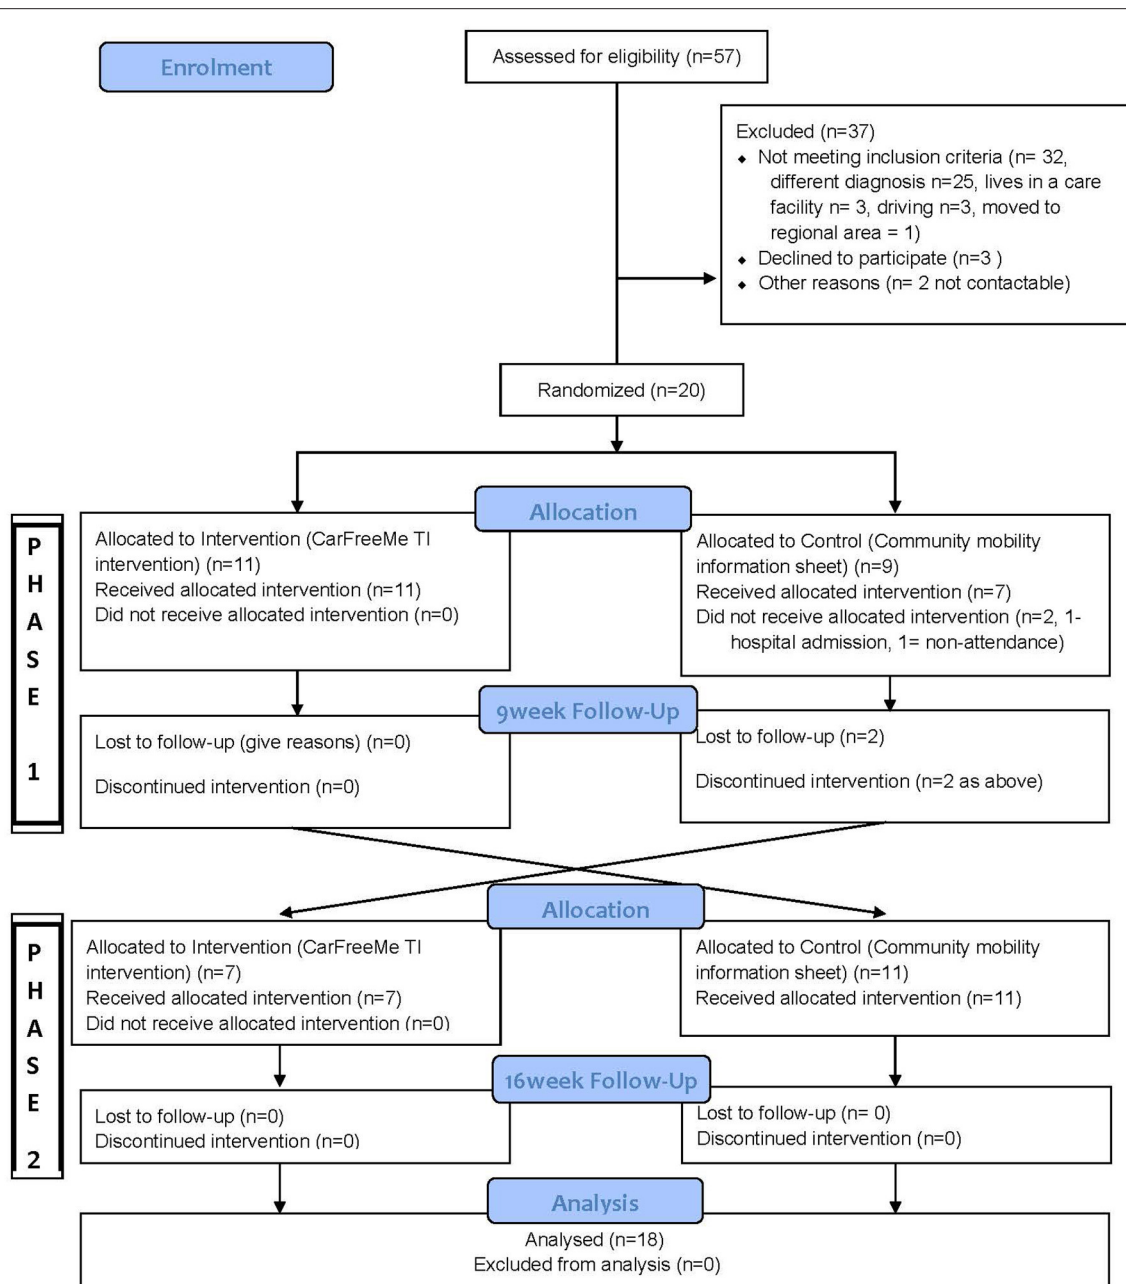 Enrolment
Assessed for eligibility (n=57)
Excluded (n=37)
◆ Not meeting inclusion criteria (n= 32,
different diagnosis n=25, lives in a care
facility n= 3, driving n=3, moved to
regional area = 1)
◆ Declined to participate (n=3 )
◆ Other reasons (n= 2 not contactable)
Randomized (n=20)
Allocation
PHASE 1
Allocated to Intervention (CarFreeMe TI
intervention) (n=11)
Received allocated intervention (n=11)
Did not receive allocated intervention (n=0)
Allocated to Control (Community mobility
information sheet) (n=9)
Received allocated intervention (n=7)
Did not receive allocated intervention (n=2, 1-
hospital admission, 1= non-attendance)
9week Follow-Up
Lost to follow-up (give reasons) (n=0)
Discontinued intervention (n=0)
Lost to follow-up (n=2)
Discontinued intervention (n=2 as above)
Allocation
PHASE 2
Allocated to Intervention (CarFreeMe TI
intervention) (n=7)
Received allocated intervention (n=7)
Did not receive allocated intervention (n=0)
Allocated to Control (Community mobility
information sheet) (n=11)
Received allocated intervention (n=11)
16week Follow-Up
Lost to follow-up (n=0)
Discontinued intervention (n=0)
Lost to follow-up (n= 0)
Discontinued intervention (n=0)
Analysis
Analysed (n=18)
Excluded from analysis (n=0)